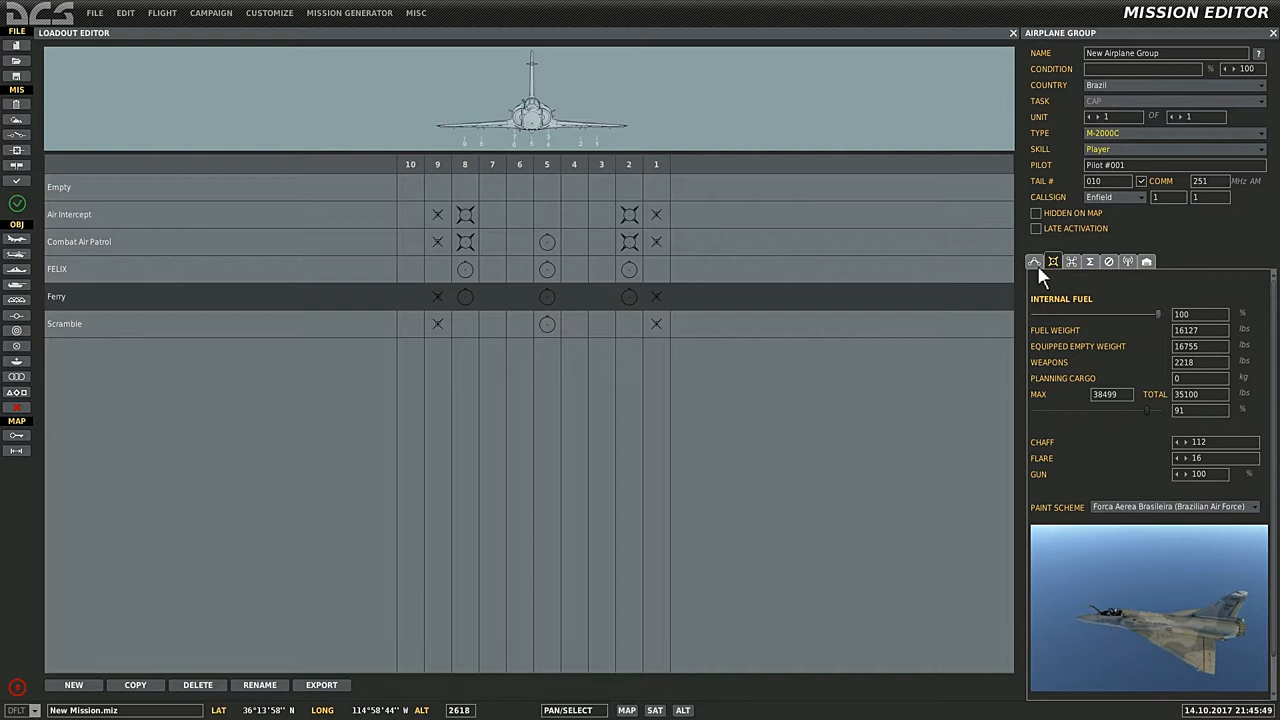 DCS FILE EDIT FLIGHT CAMPAIGN CUSTOMIZE MISSION GENERATOR MISC MISSION EDITOR
FILE LOADOUT EDITOR AIRPLANE GROUP
NAME New Airplane Group ?
CONDITION % 100
COUNTRY Brazil
MIS
TASK CAP
UNIT 1 OF 1
TYPE M-2000C
SKILL Player
10 9 8 7 6 5 4 3 2 1
PILOT Pilot #001
TAIL # 010 COMM 251 MHz AM
Empty
CALLSIGN Enfield 1 1
Air Intercept
HIDDEN ON MAP
OBJ
LATE ACTIVATION
Combat Air Patrol
FELIX
Ferry
INTERNAL FUEL
100 %
Scramble
FUEL WEIGHT 16127 lbs
EQUIPPED EMPTY WEIGHT 16755 lbs
WEAPONS 2218 lbs
PLANNING CARGO 0 kg
MAX 38499 TOTAL 35100 lbs
91 %
MAP
CHAFF 112
FLARE 16
GUN 100 %
PAINT SCHEME Forca Aerea Brasileira (Brazilian Air Force)
NEW COPY DELETE RENAME EXPORT
DFLT New Mission.miz LAT 36°13'58'' N LONG 114°58'44'' W ALT 2618 PAN/SELECT MAP SAT ALT 14.10.2017 21:45:49